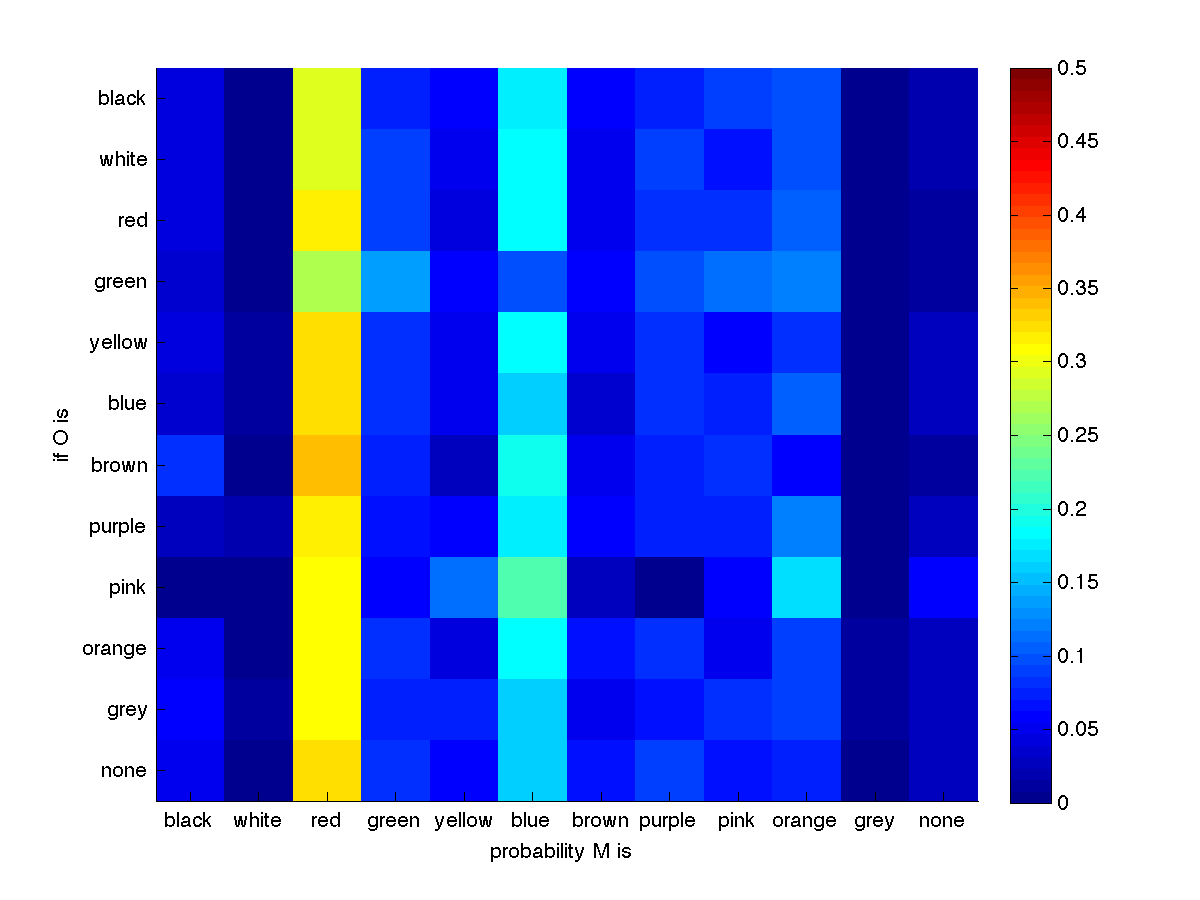 black
white
red
green
yellow
blue
brown
purple
pink
orange
grey
none
if O is
black white red green yellow blue brown purple pink orange grey none
probability M is
0.5
0.45
0.4
0.35
0.3
0.25
0.2
0.15
0.1
0.05
0